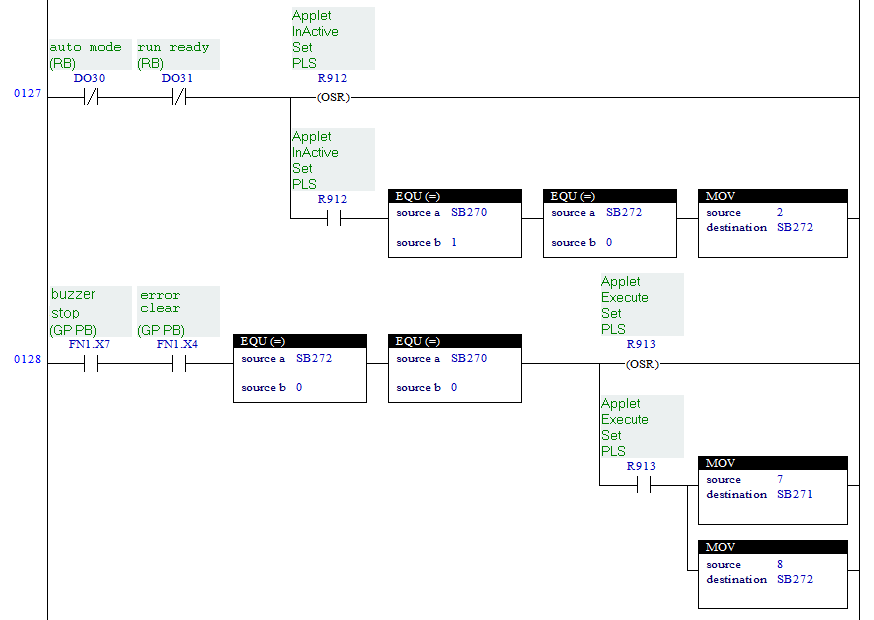 Applet
InActive
Set
PLS
auto mode
(RB)
run ready
(RB)
DO30
DO31
R912
0127
(OSR)
Applet
InActive
Set
PLS
R912
EQU (=)
source a SB270
source b 1
EQU (=)
source a SB272
source b 0
MOV
source 2
destination SB272
Applet
Execute
Set
PLS
buzzer
stop
(GP PB)
error
clear
(GP PB)
FN1.X7
FN1.X4
R913
0128
EQU (=)
source a SB272
source b 0
EQU (=)
source a SB270
source b 0
(OSR)
Applet
Execute
Set
PLS
R913
MOV
source 7
destination SB271
MOV
source 8
destination SB272